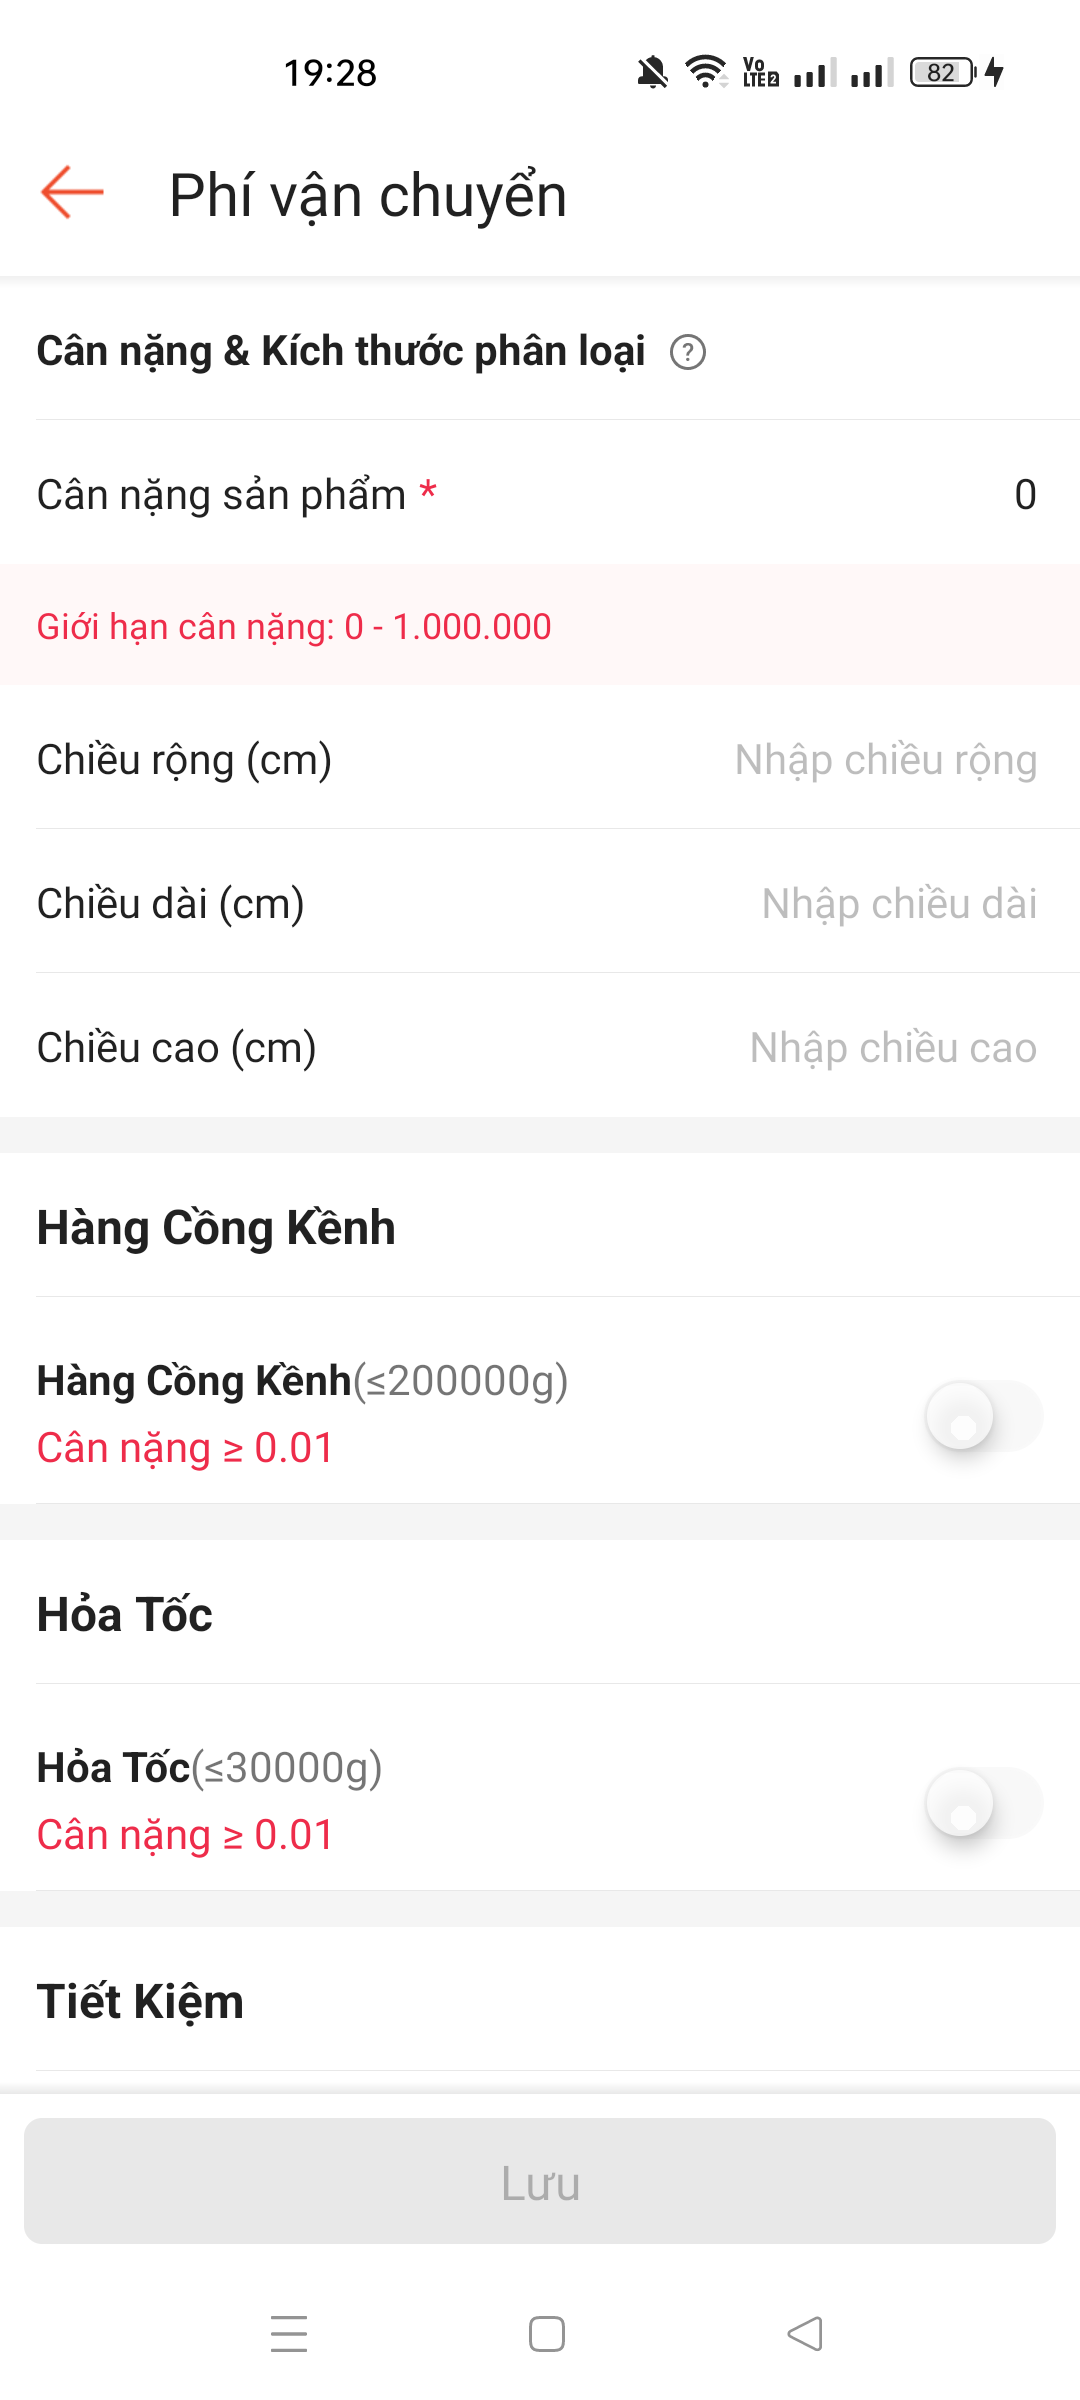 19:28
Vo
LTE2
82
Phí vận chuyển
Cân nặng & Kích thước phân loại ?
Cân nặng sản phẩm * 0
Giới hạn cân nặng: 0 - 1.000.000
Chiều rộng (cm) Nhập chiều rộng
Chiều dài (cm) Nhập chiều dài
Chiều cao (cm) Nhập chiều cao
Hàng Cồng Kềnh
Hàng Cồng Kềnh(≤200000g)
Cân nặng ≥ 0.01
Hỏa Tốc
Hỏa Tốc(≤30000g)
Cân nặng ≥ 0.01
Tiết Kiệm
Lưu